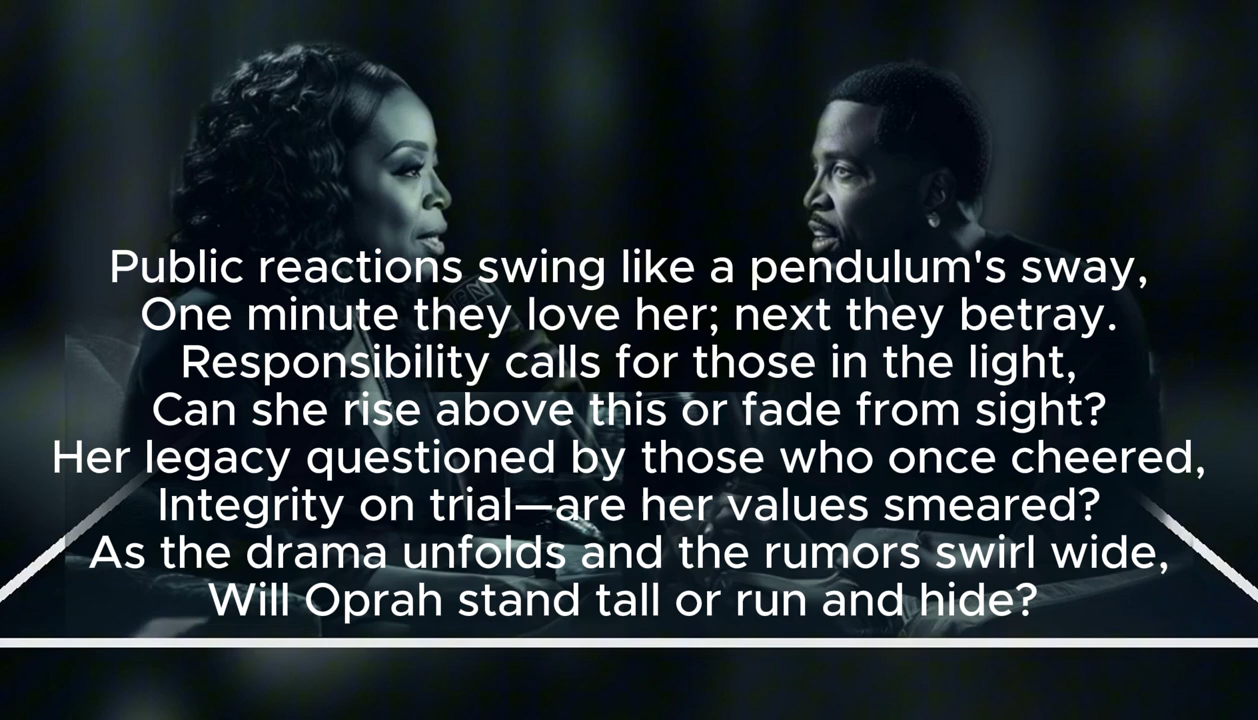 Public reactions swing like a pendulum's sway,
One minute they love her; next they betray.
Responsibility calls for those in the light,
Can she rise above this or fade from sight?
Her legacy questioned by those who once cheered,
Integrity on trial—are her values smeared?
As the drama unfolds and the rumors swirl wide,
Will Oprah stand tall or run and hide?